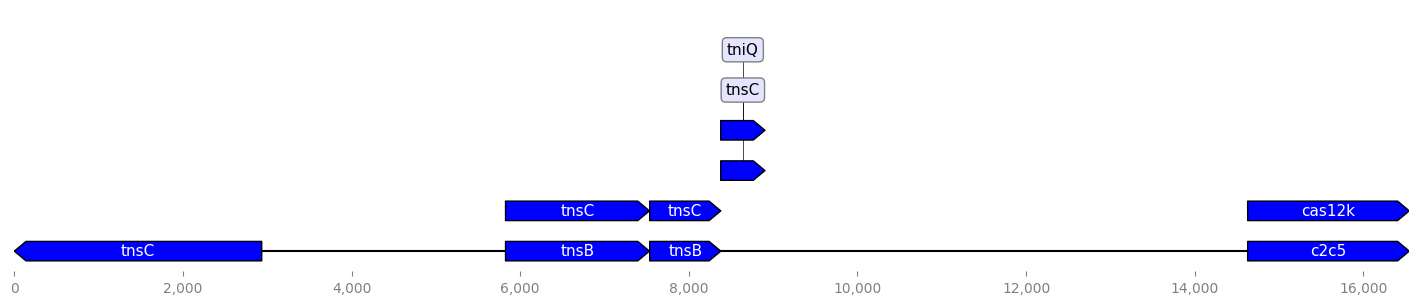 tniQ
tnsC
tnsC tnsC cas12k
tnsC tnsB tnsB c2c5
0 2,000 4,000 6,000 8,000 10,000 12,000 14,000 16,000